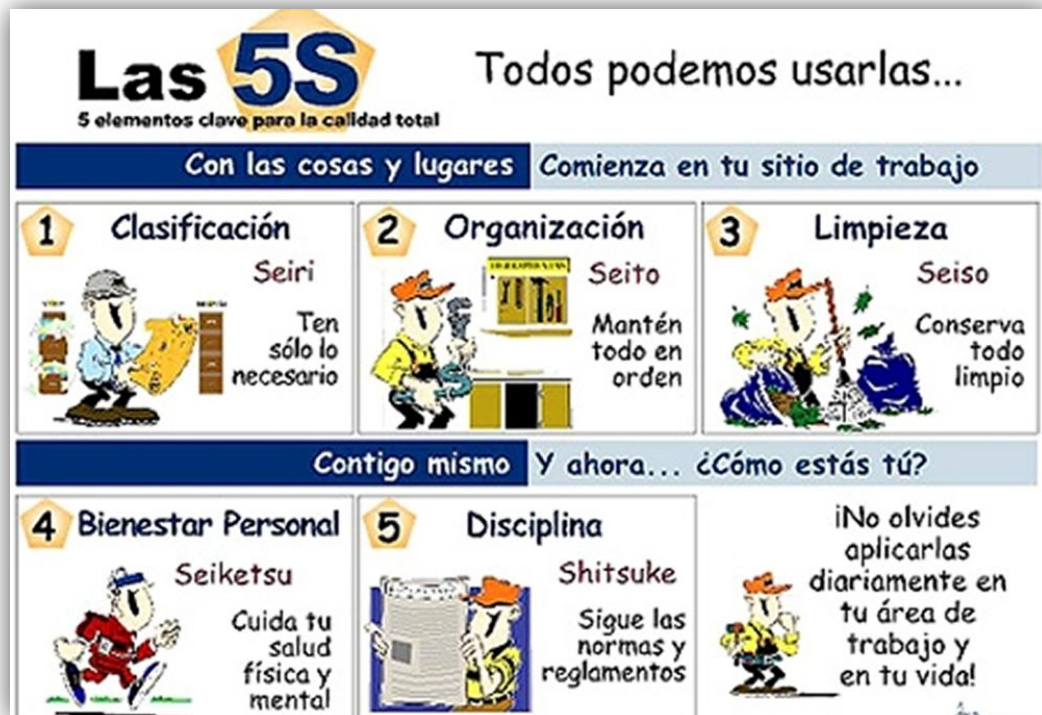 Las 5S
5 elementos clave para la calidad total
Todos podemos usarlas...
Con las cosas y lugares
Comienza en tu sitio de trabajo
1 Clasificación
Seiri
Ten
sólo lo
necesario
2 Organización
Seito
Mantén
todo en
orden
3 Limpieza
Seiso
Conserva
todo
limpio
Contigo mismo
Y ahora... ¿Cómo estás tú?
4 Bienestar Personal
Seiketsu
Cuida tu
salud
física y
mental
5 Disciplina
Shitsuke
Sigue las
normas y
reglamentos
¡No olvides
aplicarlas
diariamente en
tu área de
trabajo y
en tu vida!